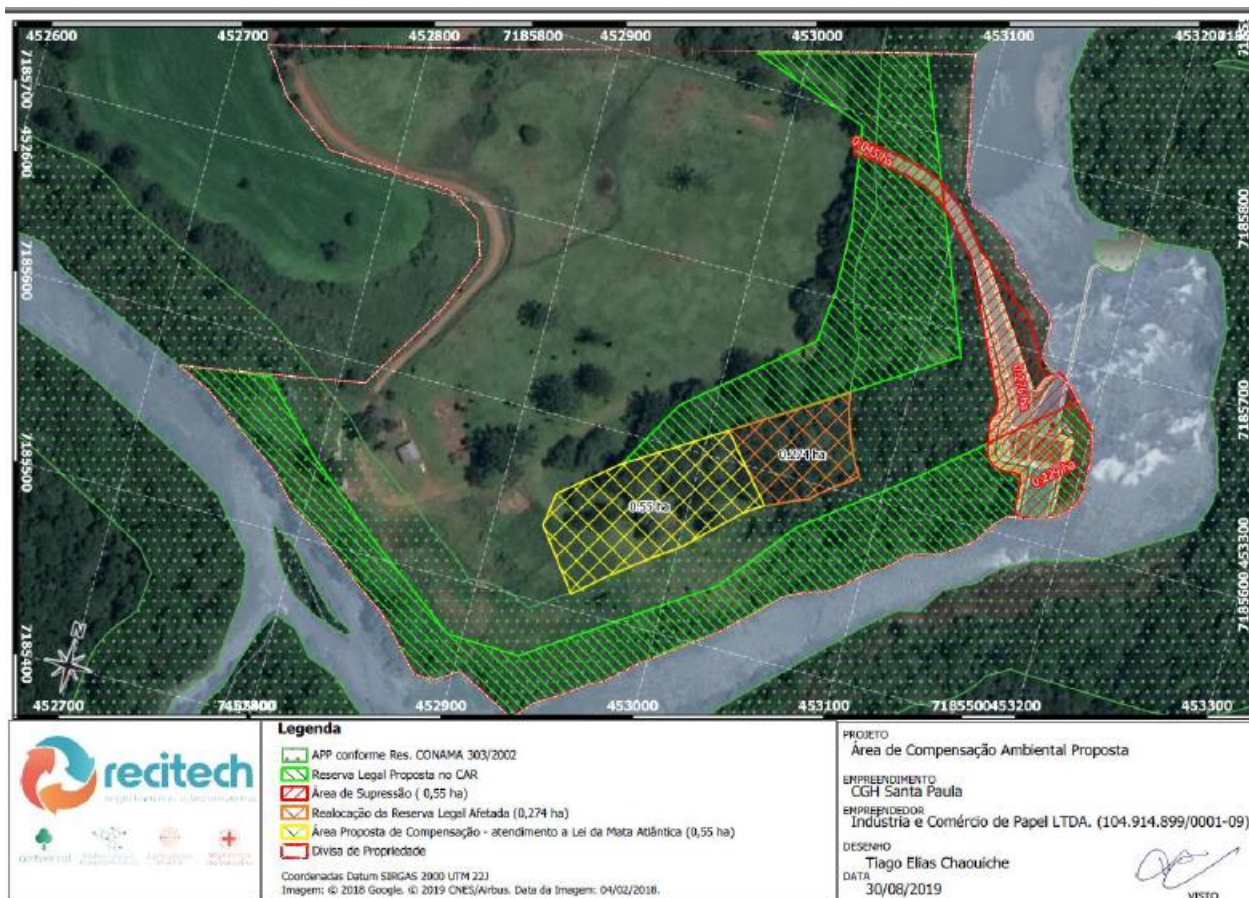 452600 452700 452800 7185800 452900 453000 453100 453200
7185700
452600
7185600
7185500
7185400
7185800
7185700
453300
7185600
0.045 ha
0.274 ha
0.55 ha
452700 452900 453000 453100 7185500 453200 453300
recitech
Legenda
APP conforme Res. CONAMA 303/2002
Reserva Legal Proposta no CAR
Área de Supressão ( 0,55 ha)
Realocação da Reserva Legal Afetada (0,274 ha)
Área Proposta de Compensação - atendimento a Lei da Mata Atlântica (0,55 ha)
Divisa de Propriedade
Coordenadas Datum SIRGAS 2000 UTM 22J
Imagem: © 2018 Google, © 2019 CNES/Airbus. Data da Imagem: 04/02/2018.
PROJETO
Área de Compensação Ambiental Proposta
EMPREENDIMENTO
CGH Santa Paula
EMPREENDEDOR
Indústria e Comércio de Papel LTDA. (104.914.899/0001-09)
DESENHO
Tiago Elias Chaouiche
DATA
30/08/2019
VISTO